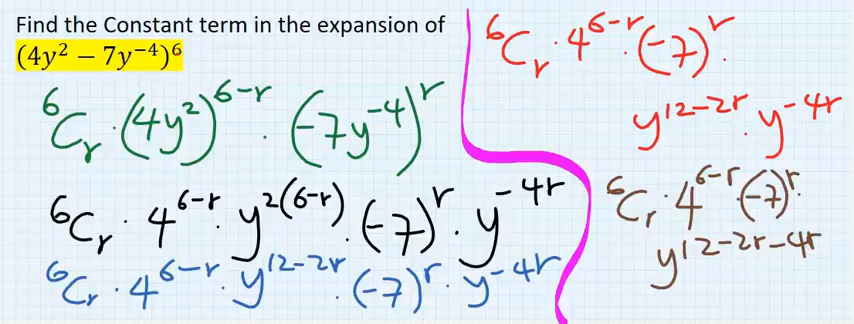 Find the Constant term in the expansion of
(4y² – 7y⁻⁴)⁶
⁶Cᵣ · (4y²)⁶⁻ʳ · (-7y⁻⁴)ʳ
⁶Cᵣ · 4⁶⁻ʳ · y²⁽⁶⁻ʳ⁾ · (-7)ʳ · y⁻⁴ʳ
⁶Cᵣ · 4⁶⁻ʳ · y¹²⁻²ʳ · (-7)ʳ · y⁻⁴ʳ
⁶Cᵣ · 4⁶⁻ʳ · (-7)ʳ ·
y¹²⁻²ʳ · y⁻⁴ʳ
⁶Cᵣ · 4⁶⁻ʳ · (-7)ʳ ·
y¹²⁻²ʳ⁻⁴ʳ